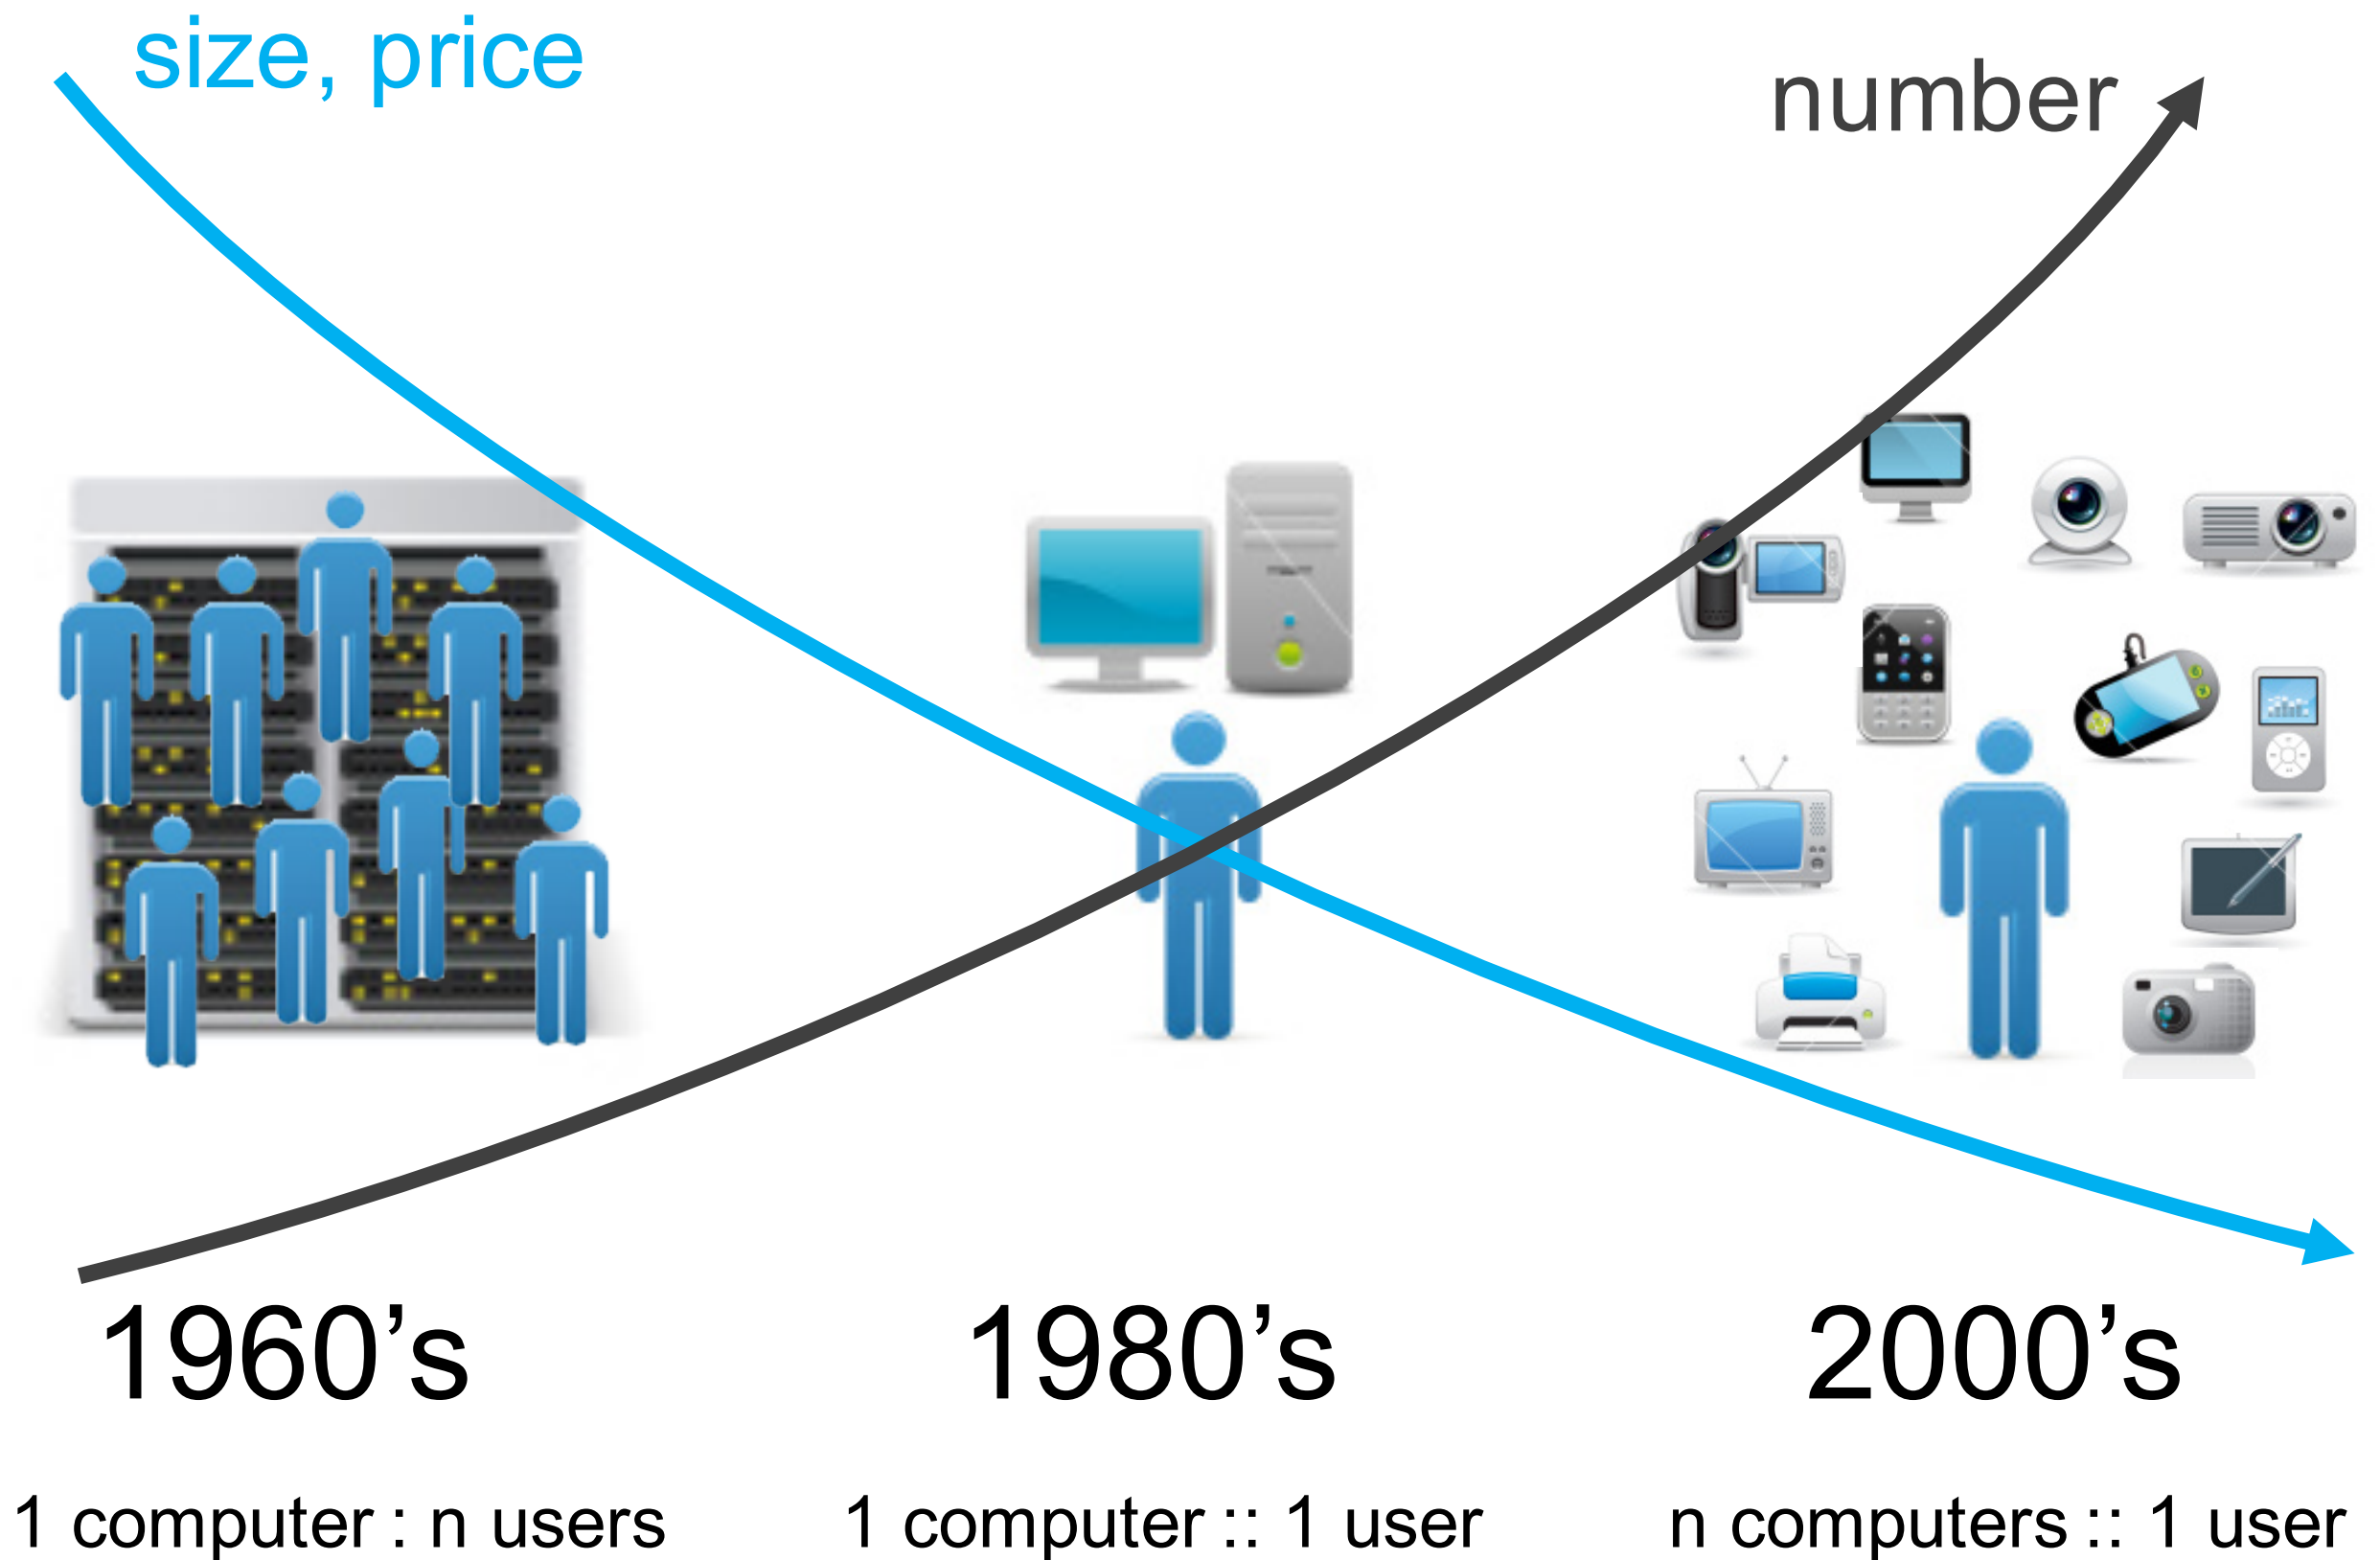 size, price
number
1960’s
1980’s
2000’s
1 computer : n users
1 computer :: 1 user
n computers :: 1 user